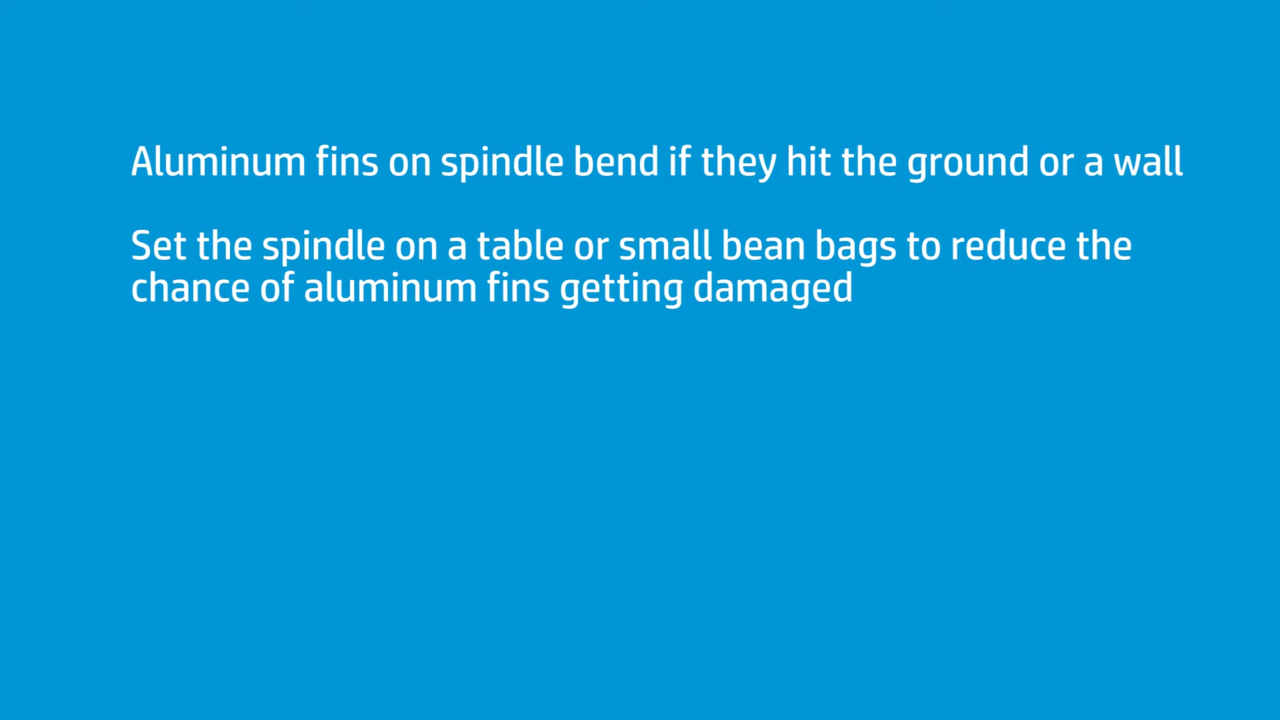 Aluminum fins on spindle bend if they hit the ground or a wall
Set the spindle on a table or small bean bags to reduce the
chance of aluminum fins getting damaged